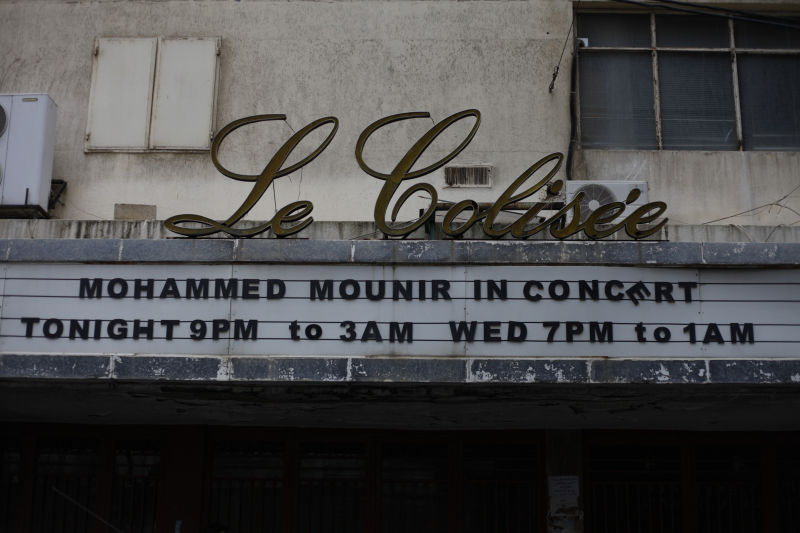 Le Colisée
MOHAMMED MOUNIR IN CONCERT
TONIGHT 9PM to 3AM WED 7PM to 1AM